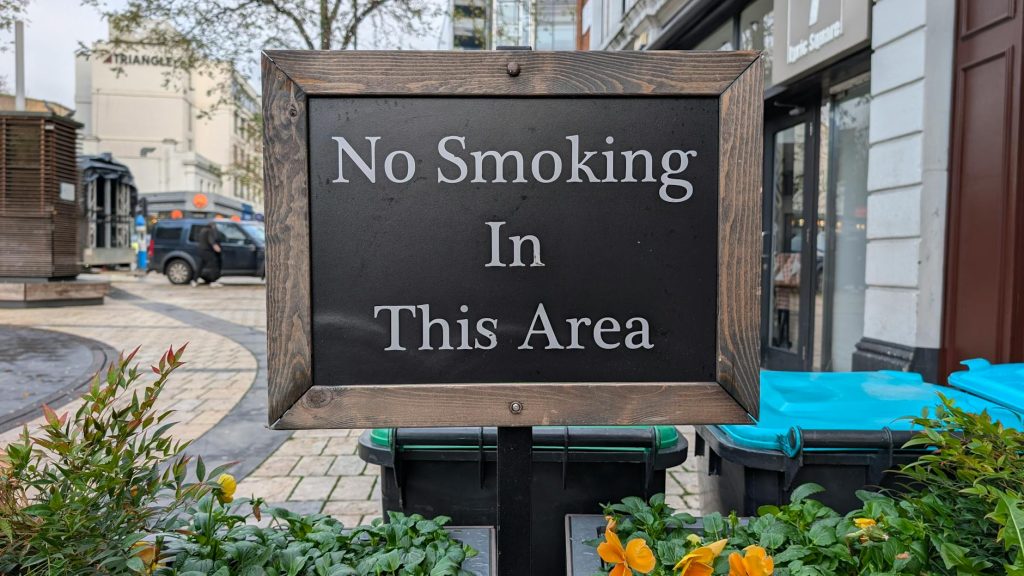 TRIANGLE
No Smoking
In
This Area